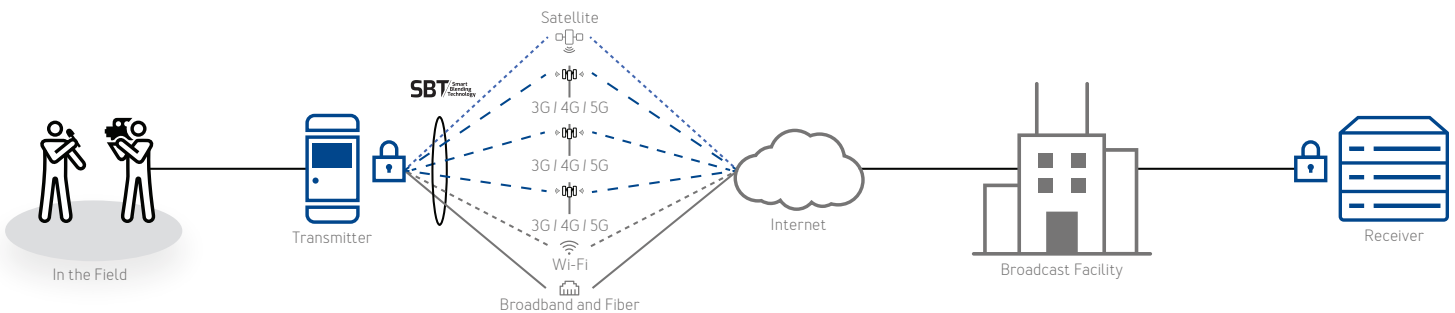 Satellite
SBT Smart
Blending
Technology
3G / 4G / 5G
3G / 4G / 5G
3G / 4G / 5G
Wi-Fi
Broadband and Fiber
In the Field
Transmitter
Internet
Broadcast Facility
Receiver